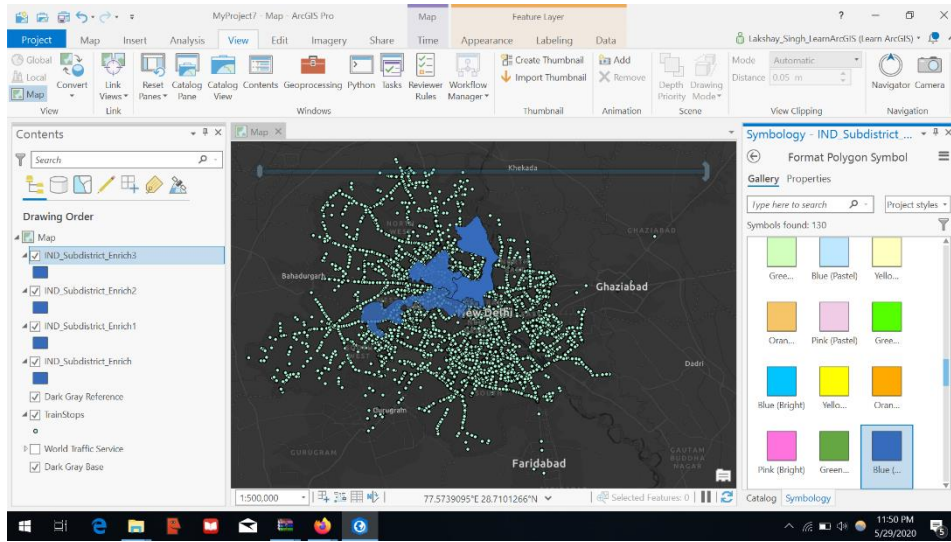 MyProject7 - Map - ArcGIS Pro
Map
Feature Layer
?
Project
Map
Insert
Analysis
View
Edit
Imagery
Share
Time
Appearance
Labeling
Data
Lakshay_Singh_LearnArcGIS (Learn ArcGIS)
Global
Local
Map
Convert
Link Views
Reset Panes
Catalog Pane
Catalog View
Contents
Geoprocessing
Python
Tasks
Reviewer Rules
Workflow Manager
Create Thumbnail
Import Thumbnail
Add
Remove
Depth Priority
Drawing Mode
Mode
Automatic
Distance
0.05 m
Navigator
Camera
View
Link
Windows
Thumbnail
Animation
Scene
View Clipping
Navigation
Contents
Search
Drawing Order
Map
IND_Subdistrict_Enrich3
IND_Subdistrict_Enrich2
IND_Subdistrict_Enrich1
IND_Subdistrict_Enrich
Dark Gray Reference
TrainStops
World Traffic Service
Dark Gray Base
Map
Khekada
NORTH WEST
GHAZIABAD
Bahadurgarh
Ghaziabad
New Delhi
Dadri
SOUTH
Gurugram
GURUGRAM
Faridabad
GAUTAM BUDDHA NAGAR
1:500,000
77.5739095°E 28.7101266°N
Selected Features: 0
Symbology - IND_Subdistrict ...
Format Polygon Symbol
Gallery
Properties
Type here to search
Project styles
Symbols found: 130
Gree...
Blue (Pastel)
Yello...
Oran...
Pink (Pastel)
Gree...
Blue (Bright)
Yello...
Oran...
Pink (Bright)
Green...
Blue (...
Catalog
Symbology
11:50 PM
5/29/2020